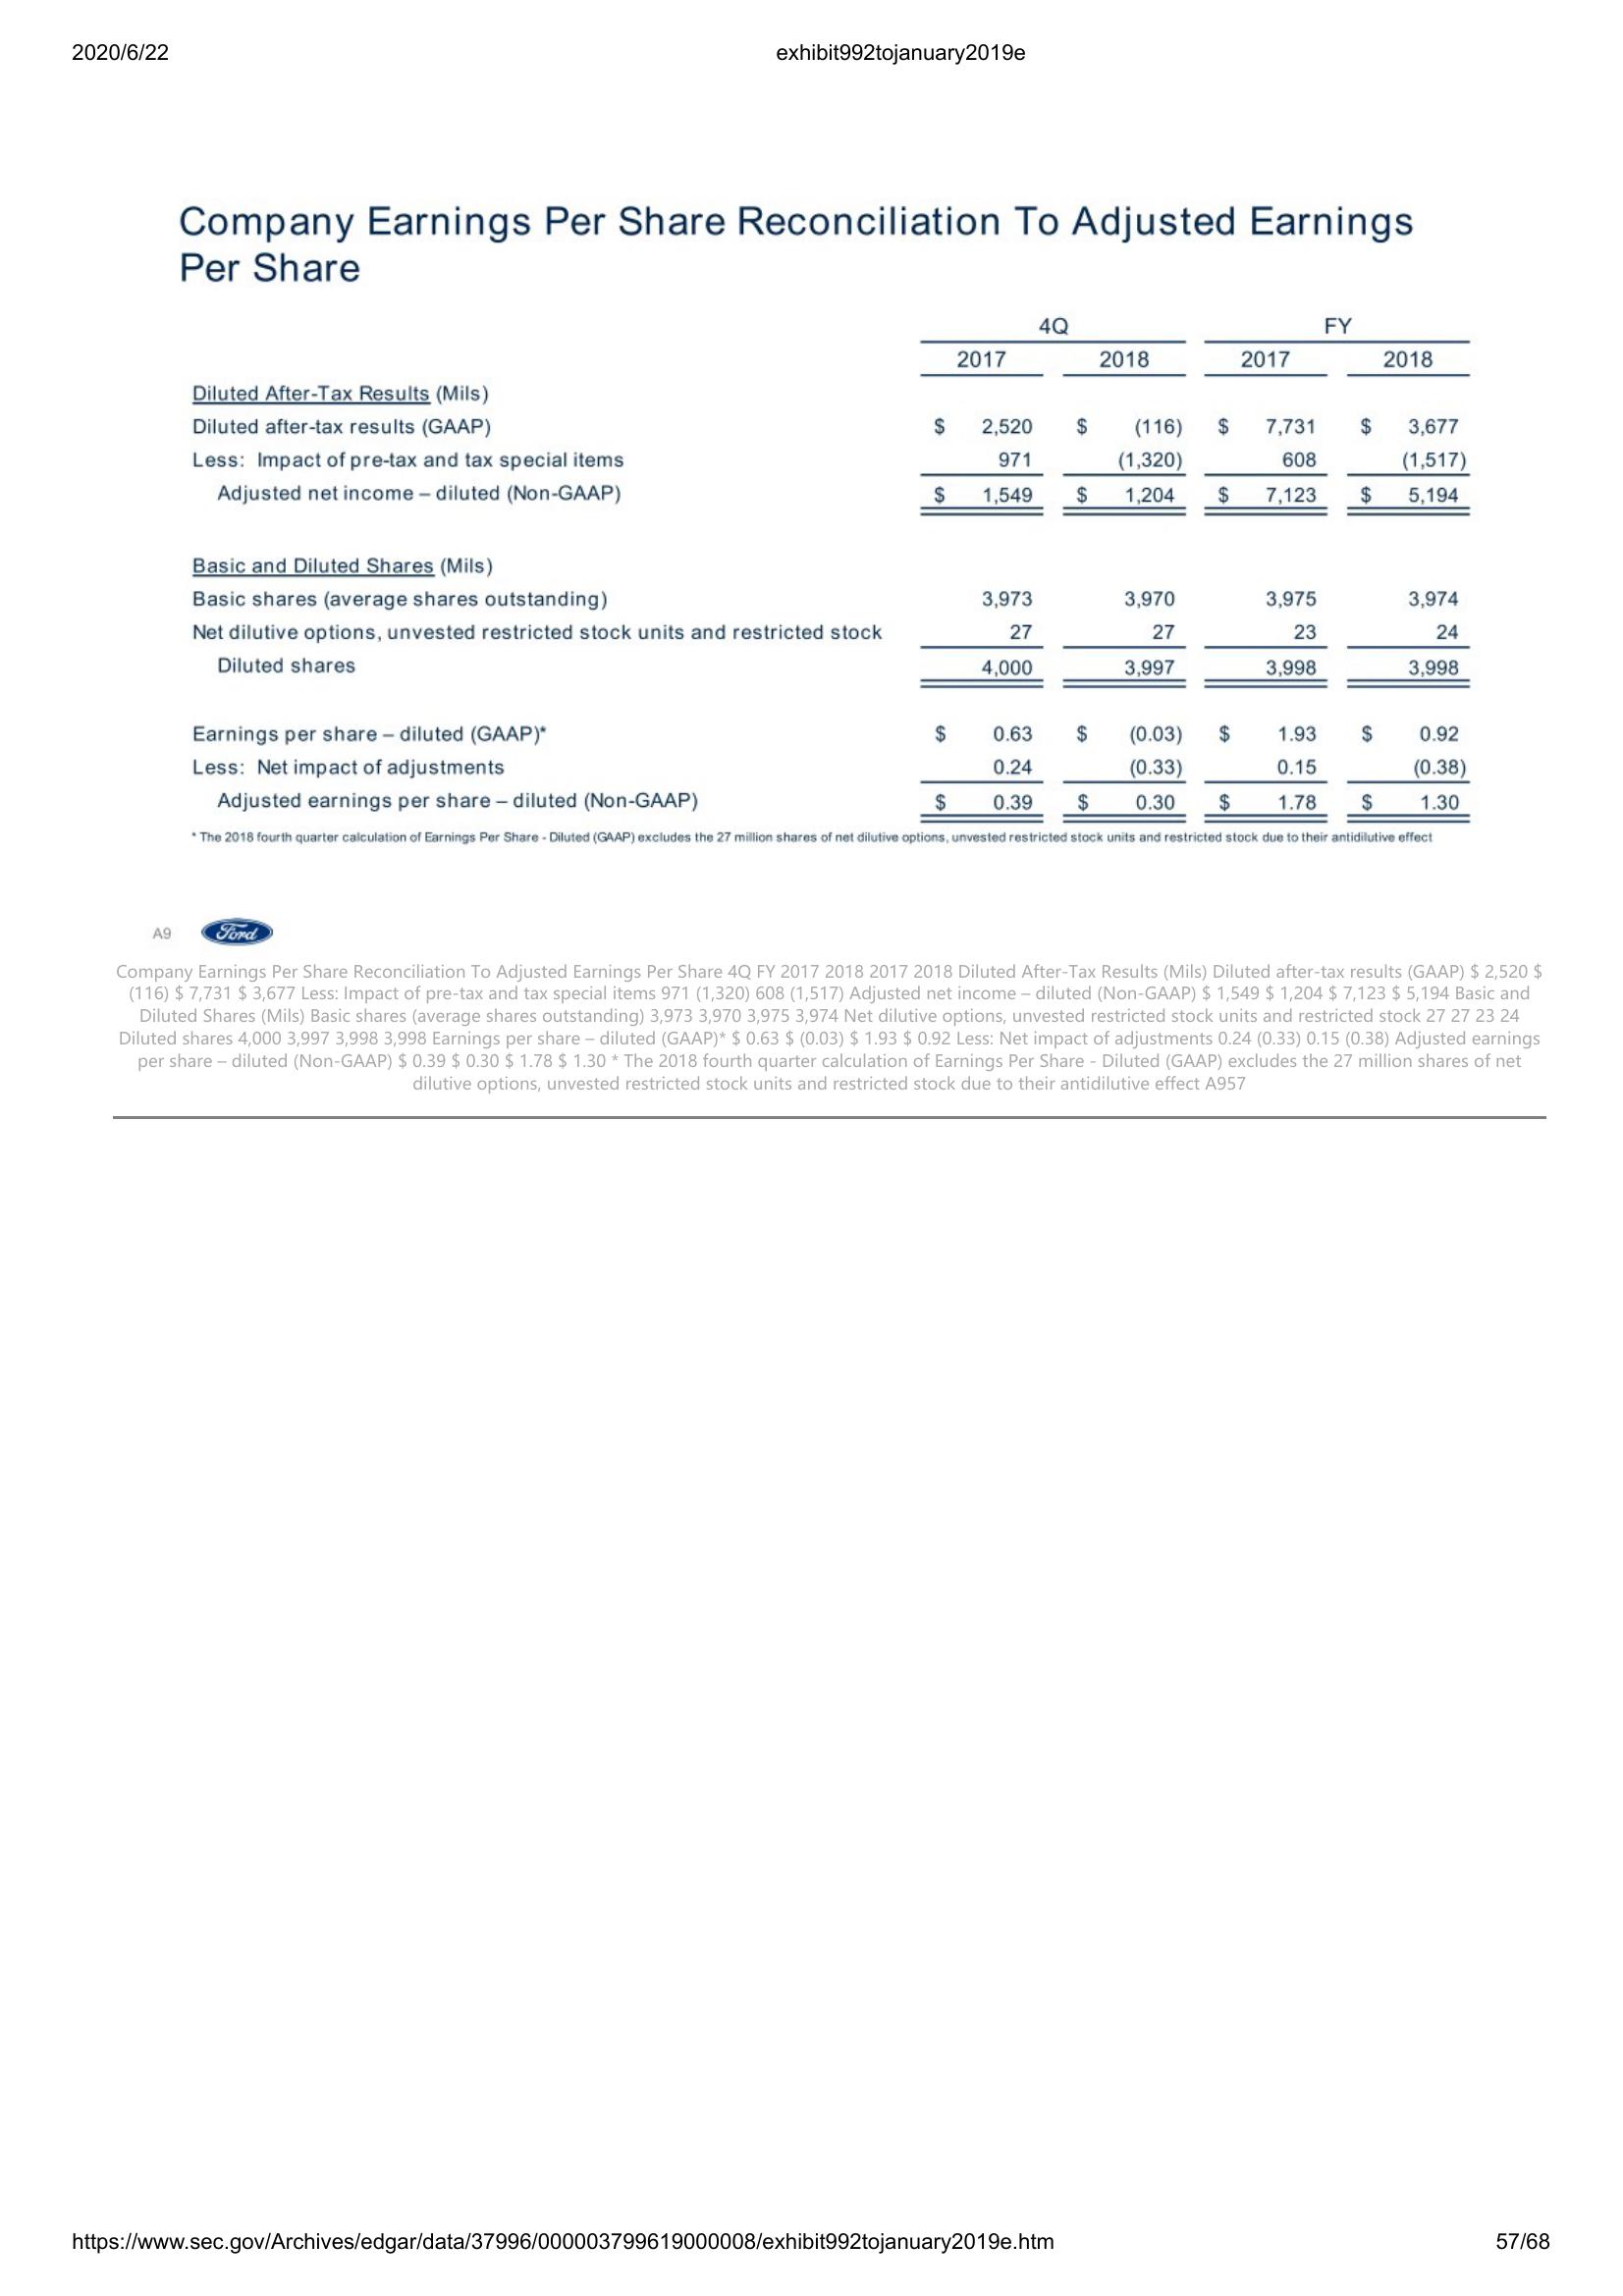 2020/6/22 exhibit992tojanuary2019e
Company Earnings Per Share Reconciliation To Adjusted Earnings
Per Share
4Q FY
2017 2018 2017 2018
Diluted After-Tax Results (Mils)
Diluted after-tax results (GAAP) $ 2,520 $ (116) $ 7,731 $ 3,677
Less: Impact of pre-tax and tax special items 971 (1,320) 608 (1,517)
Adjusted net income – diluted (Non-GAAP) $ 1,549 $ 1,204 $ 7,123 $ 5,194
Basic and Diluted Shares (Mils)
Basic shares (average shares outstanding) 3,973 3,970 3,975 3,974
Net dilutive options, unvested restricted stock units and restricted stock 27 27 23 24
Diluted shares 4,000 3,997 3,998 3,998
Earnings per share – diluted (GAAP)* $ 0.63 $ (0.03) $ 1.93 $ 0.92
Less: Net impact of adjustments 0.24 (0.33) 0.15 (0.38)
Adjusted earnings per share – diluted (Non-GAAP) $ 0.39 $ 0.30 $ 1.78 $ 1.30
* The 2018 fourth quarter calculation of Earnings Per Share - Diluted (GAAP) excludes the 27 million shares of net dilutive options, unvested restricted stock units and restricted stock due to their antidilutive effect
A9 Ford
Company Earnings Per Share Reconciliation To Adjusted Earnings Per Share 4Q FY 2017 2018 2017 2018 Diluted After-Tax Results (Mils) Diluted after-tax results (GAAP) $ 2,520 $
(116) $ 7,731 $ 3,677 Less: Impact of pre-tax and tax special items 971 (1,320) 608 (1,517) Adjusted net income – diluted (Non-GAAP) $ 1,549 $ 1,204 $ 7,123 $ 5,194 Basic and
Diluted Shares (Mils) Basic shares (average shares outstanding) 3,973 3,970 3,975 3,974 Net dilutive options, unvested restricted stock units and restricted stock 27 27 23 24
Diluted shares 4,000 3,997 3,998 3,998 Earnings per share – diluted (GAAP)* $ 0.63 $ (0.03) $ 1.93 $ 0.92 Less: Net impact of adjustments 0.24 (0.33) 0.15 (0.38) Adjusted earnings
per share – diluted (Non-GAAP) $ 0.39 $ 0.30 $ 1.78 $ 1.30 * The 2018 fourth quarter calculation of Earnings Per Share - Diluted (GAAP) excludes the 27 million shares of net
dilutive options, unvested restricted stock units and restricted stock due to their antidilutive effect A957
https://www.sec.gov/Archives/edgar/data/37996/000003799619000008/exhibit992tojanuary2019e.htm 57/68